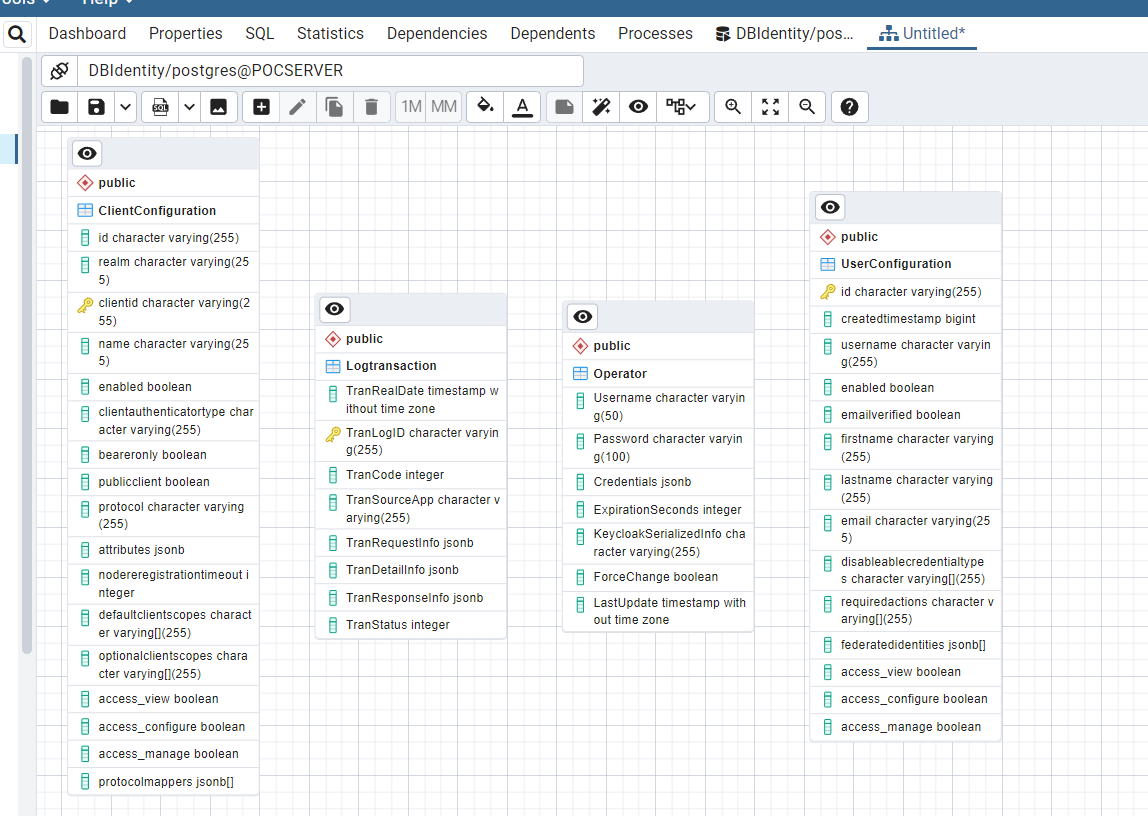 Tools Help
Dashboard Properties SQL Statistics Dependencies Dependents Processes DBIdentity/pos... Untitled*
DBIdentity/postgres@POCSERVER
SQL 1M MM A
public
ClientConfiguration
id character varying(255)
realm character varying(25
5)
clientid character varying(2
55)
name character varying(25
5)
enabled boolean
clientauthenticatortype char
acter varying(255)
beareronly boolean
publicclient boolean
protocol character varying
(255)
attributes jsonb
nodereregistrationtimeout i
nteger
defaultclientscopes charact
er varying[](255)
optionalclientscopes chara
cter varying[](255)
access_view boolean
access_configure boolean
access_manage boolean
protocolmappers jsonb[]
public
Logtransaction
TranRealDate timestamp w
ithout time zone
TranLogID character varyin
g(255)
TranCode integer
TranSourceApp character v
arying(255)
TranRequestInfo jsonb
TranDetailInfo jsonb
TranResponseInfo jsonb
TranStatus integer
public
Operator
Username character varyin
g(50)
Password character varyin
g(100)
Credentials jsonb
ExpirationSeconds integer
KeycloakSerializedInfo cha
racter varying(255)
ForceChange boolean
LastUpdate timestamp with
out time zone
public
UserConfiguration
id character varying(255)
createdtimestamp bigint
username character varyin
g(255)
enabled boolean
emailverified boolean
firstname character varying
(255)
lastname character varying
(255)
email character varying(25
5)
disableablecredentialtype
s character varying[](255)
requiredactions character v
arying[](255)
federatedidentities jsonb[]
access_view boolean
access_configure boolean
access_manage boolean